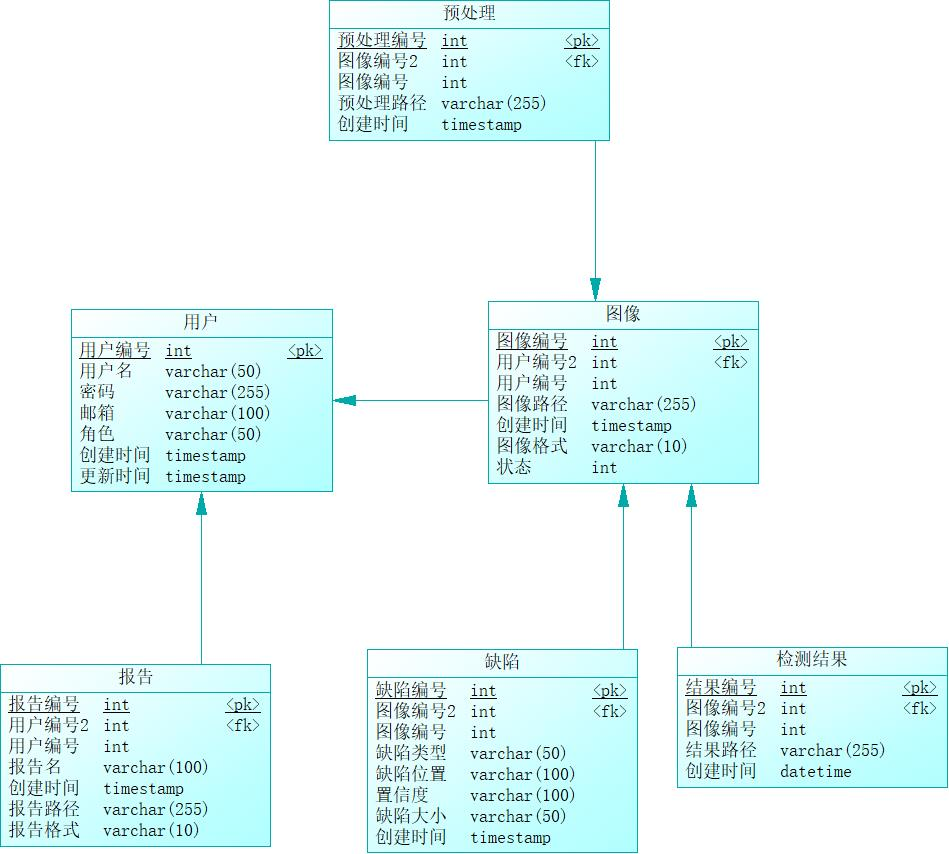 预处理
预处理编号 int <pk>
图像编号2 int <fk>
图像编号 int
预处理路径 varchar(255)
创建时间 timestamp
用户
用户编号 int <pk>
用户名 varchar(50)
密码 varchar(255)
邮箱 varchar(100)
角色 varchar(50)
创建时间 timestamp
更新时间 timestamp
图像
图像编号 int <pk>
用户编号2 int <fk>
用户编号 int
图像路径 varchar(255)
创建时间 timestamp
图像格式 varchar(10)
状态 int
报告
报告编号 int <pk>
用户编号2 int <fk>
用户编号 int
报告名 varchar(100)
创建时间 timestamp
报告路径 varchar(255)
报告格式 varchar(10)
缺陷
缺陷编号 int <pk>
图像编号2 int <fk>
图像编号 int
缺陷类型 varchar(50)
缺陷位置 varchar(100)
置信度 varchar(100)
缺陷大小 varchar(50)
创建时间 timestamp
检测结果
结果编号 int <pk>
图像编号2 int <fk>
图像编号 int
结果路径 varchar(255)
创建时间 datetime